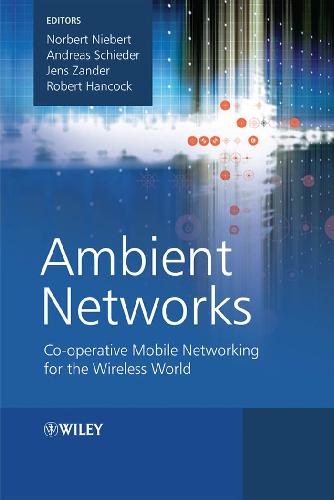 EDITORS
Norbert Niebert
Andreas Schieder
Jens Zander
Robert Hancock
Ambient
Networks
Co-operative Mobile Networking
for the Wireless World
WILEY